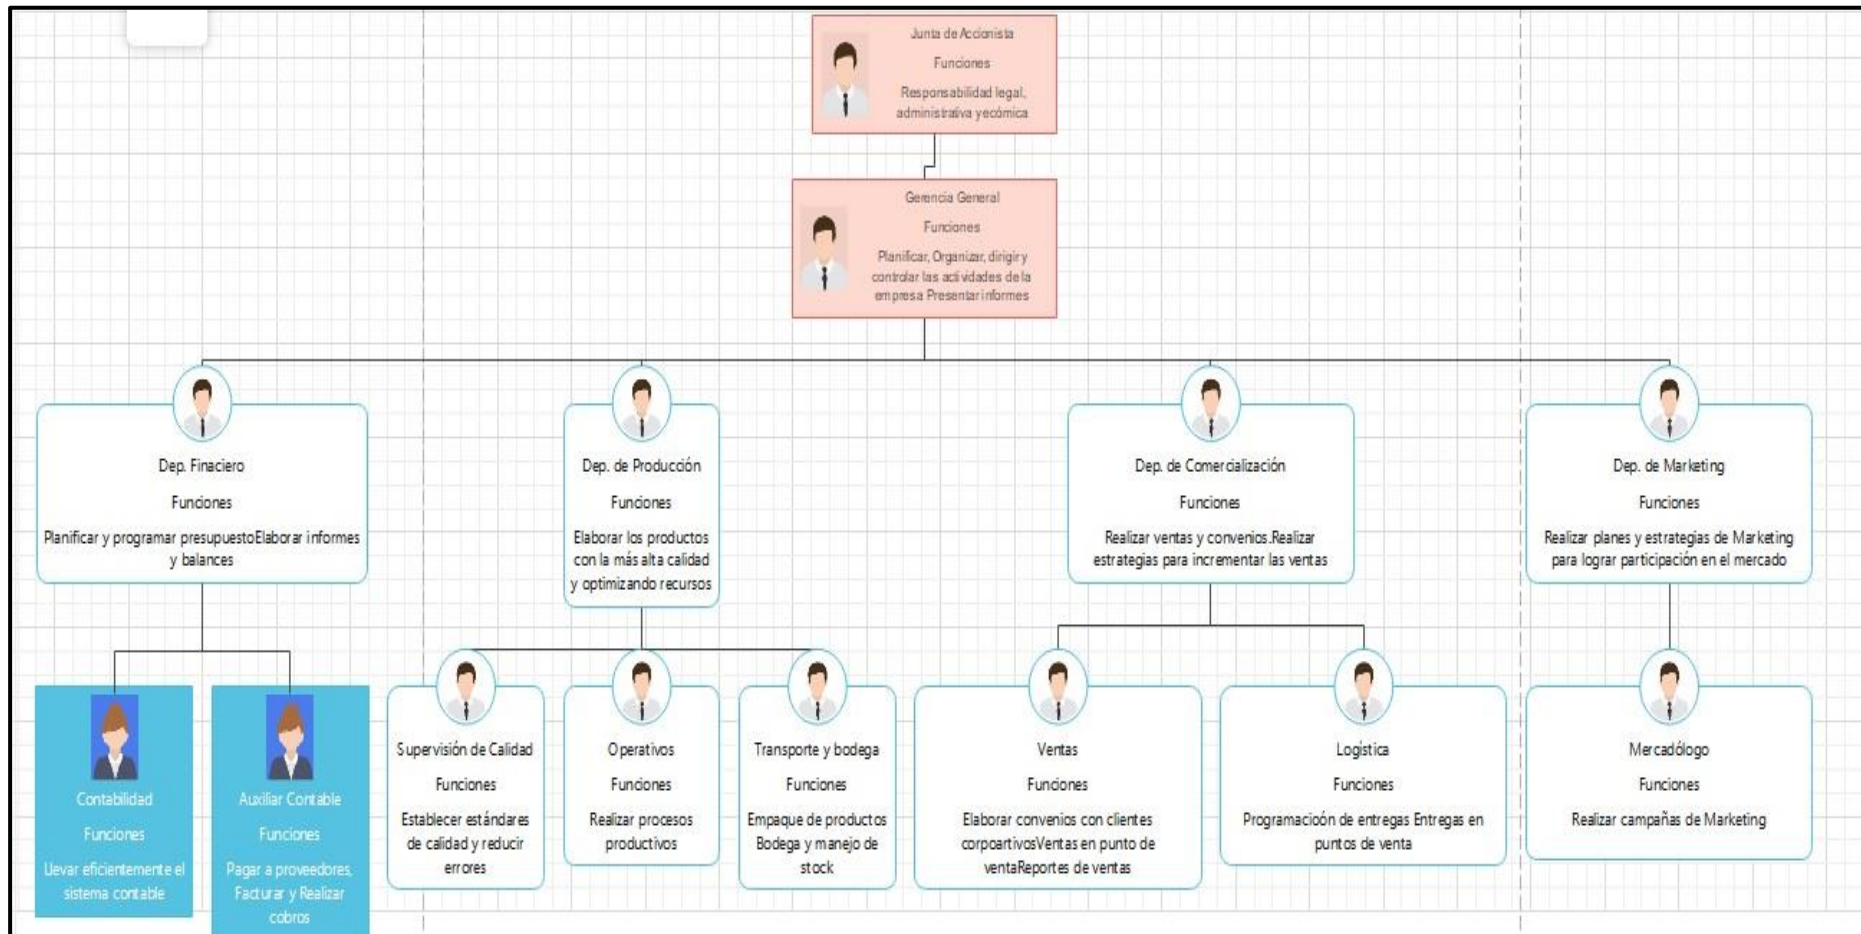 Junta de Accionista
Funciones
Responsabilidad legal,
administrativa y ecómica
Gerencia General
Funciones
Planificar, Organizar, dirigir y
controlar las actividades de la
empresa Presentar informes
Dep. Finaciero
Funciones
Planificar y programar presupuestoElaborar informes
y balances
Dep. de Producción
Funciones
Elaborar los productos
con la más alta calidad
y optimizando recursos
Dep. de Comercialización
Funciones
Realizar ventas y convenios.Realizar
estrategias para incrementar las ventas
Dep. de Marketing
Funciones
Realizar planes y estrategias de Marketing
para lograr participación en el mercado
Contabilidad
Funciones
Llevar eficientemente el
sistema contable
Auxiliar Contable
Funciones
Pagar a proveedores,
Facturar y Realizar
cobros
Supervisión de Calidad
Funciones
Establecer estándares
de calidad y reducir
errores
Operativos
Funciones
Realizar procesos
productivos
Transporte y bodega
Funciones
Empaque de productos
Bodega y manejo de
stock
Ventas
Funciones
Elaborar convenios con clientes
corpoartivosVentas en punto de
ventaReportes de ventas
Logística
Funciones
Programacioón de entregas Entregas en
puntos de venta
Mercadólogo
Funciones
Realizar campañas de Marketing